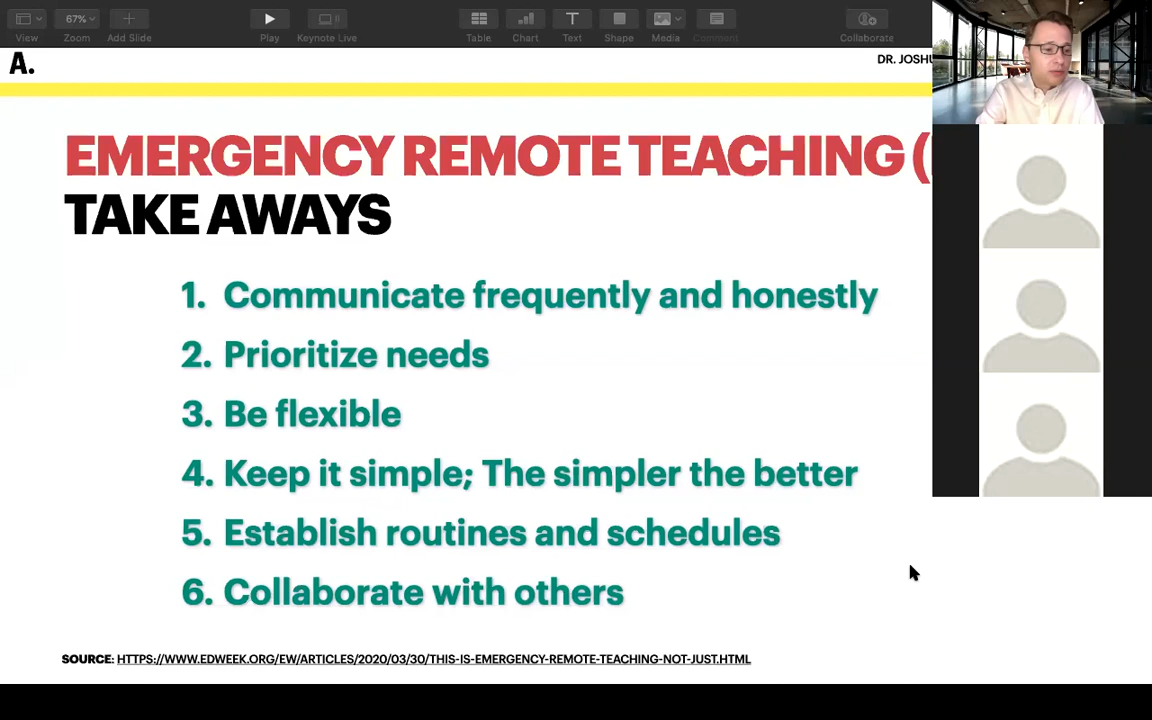 67%
View
Zoom
Add Slide
Play
Keynote Live
Table
Chart
Text
Shape
Media
Comment
Collaborate
A.
DR.
EMERGENCY REMOTE TEACHING (
TAKE AWAYS
1. Communicate frequently and honestly
2. Prioritize needs
3. Be flexible
4. Keep it simple; The simpler the better
5. Establish routines and schedules
6. Collaborate with others
SOURCE: HTTPS://WWW.EDWEEK.ORG/EW/ARTICLES/2020/03/30/THIS-IS-EMERGENCY-REMOTE-TEACHING-NOT-JUST.HTML